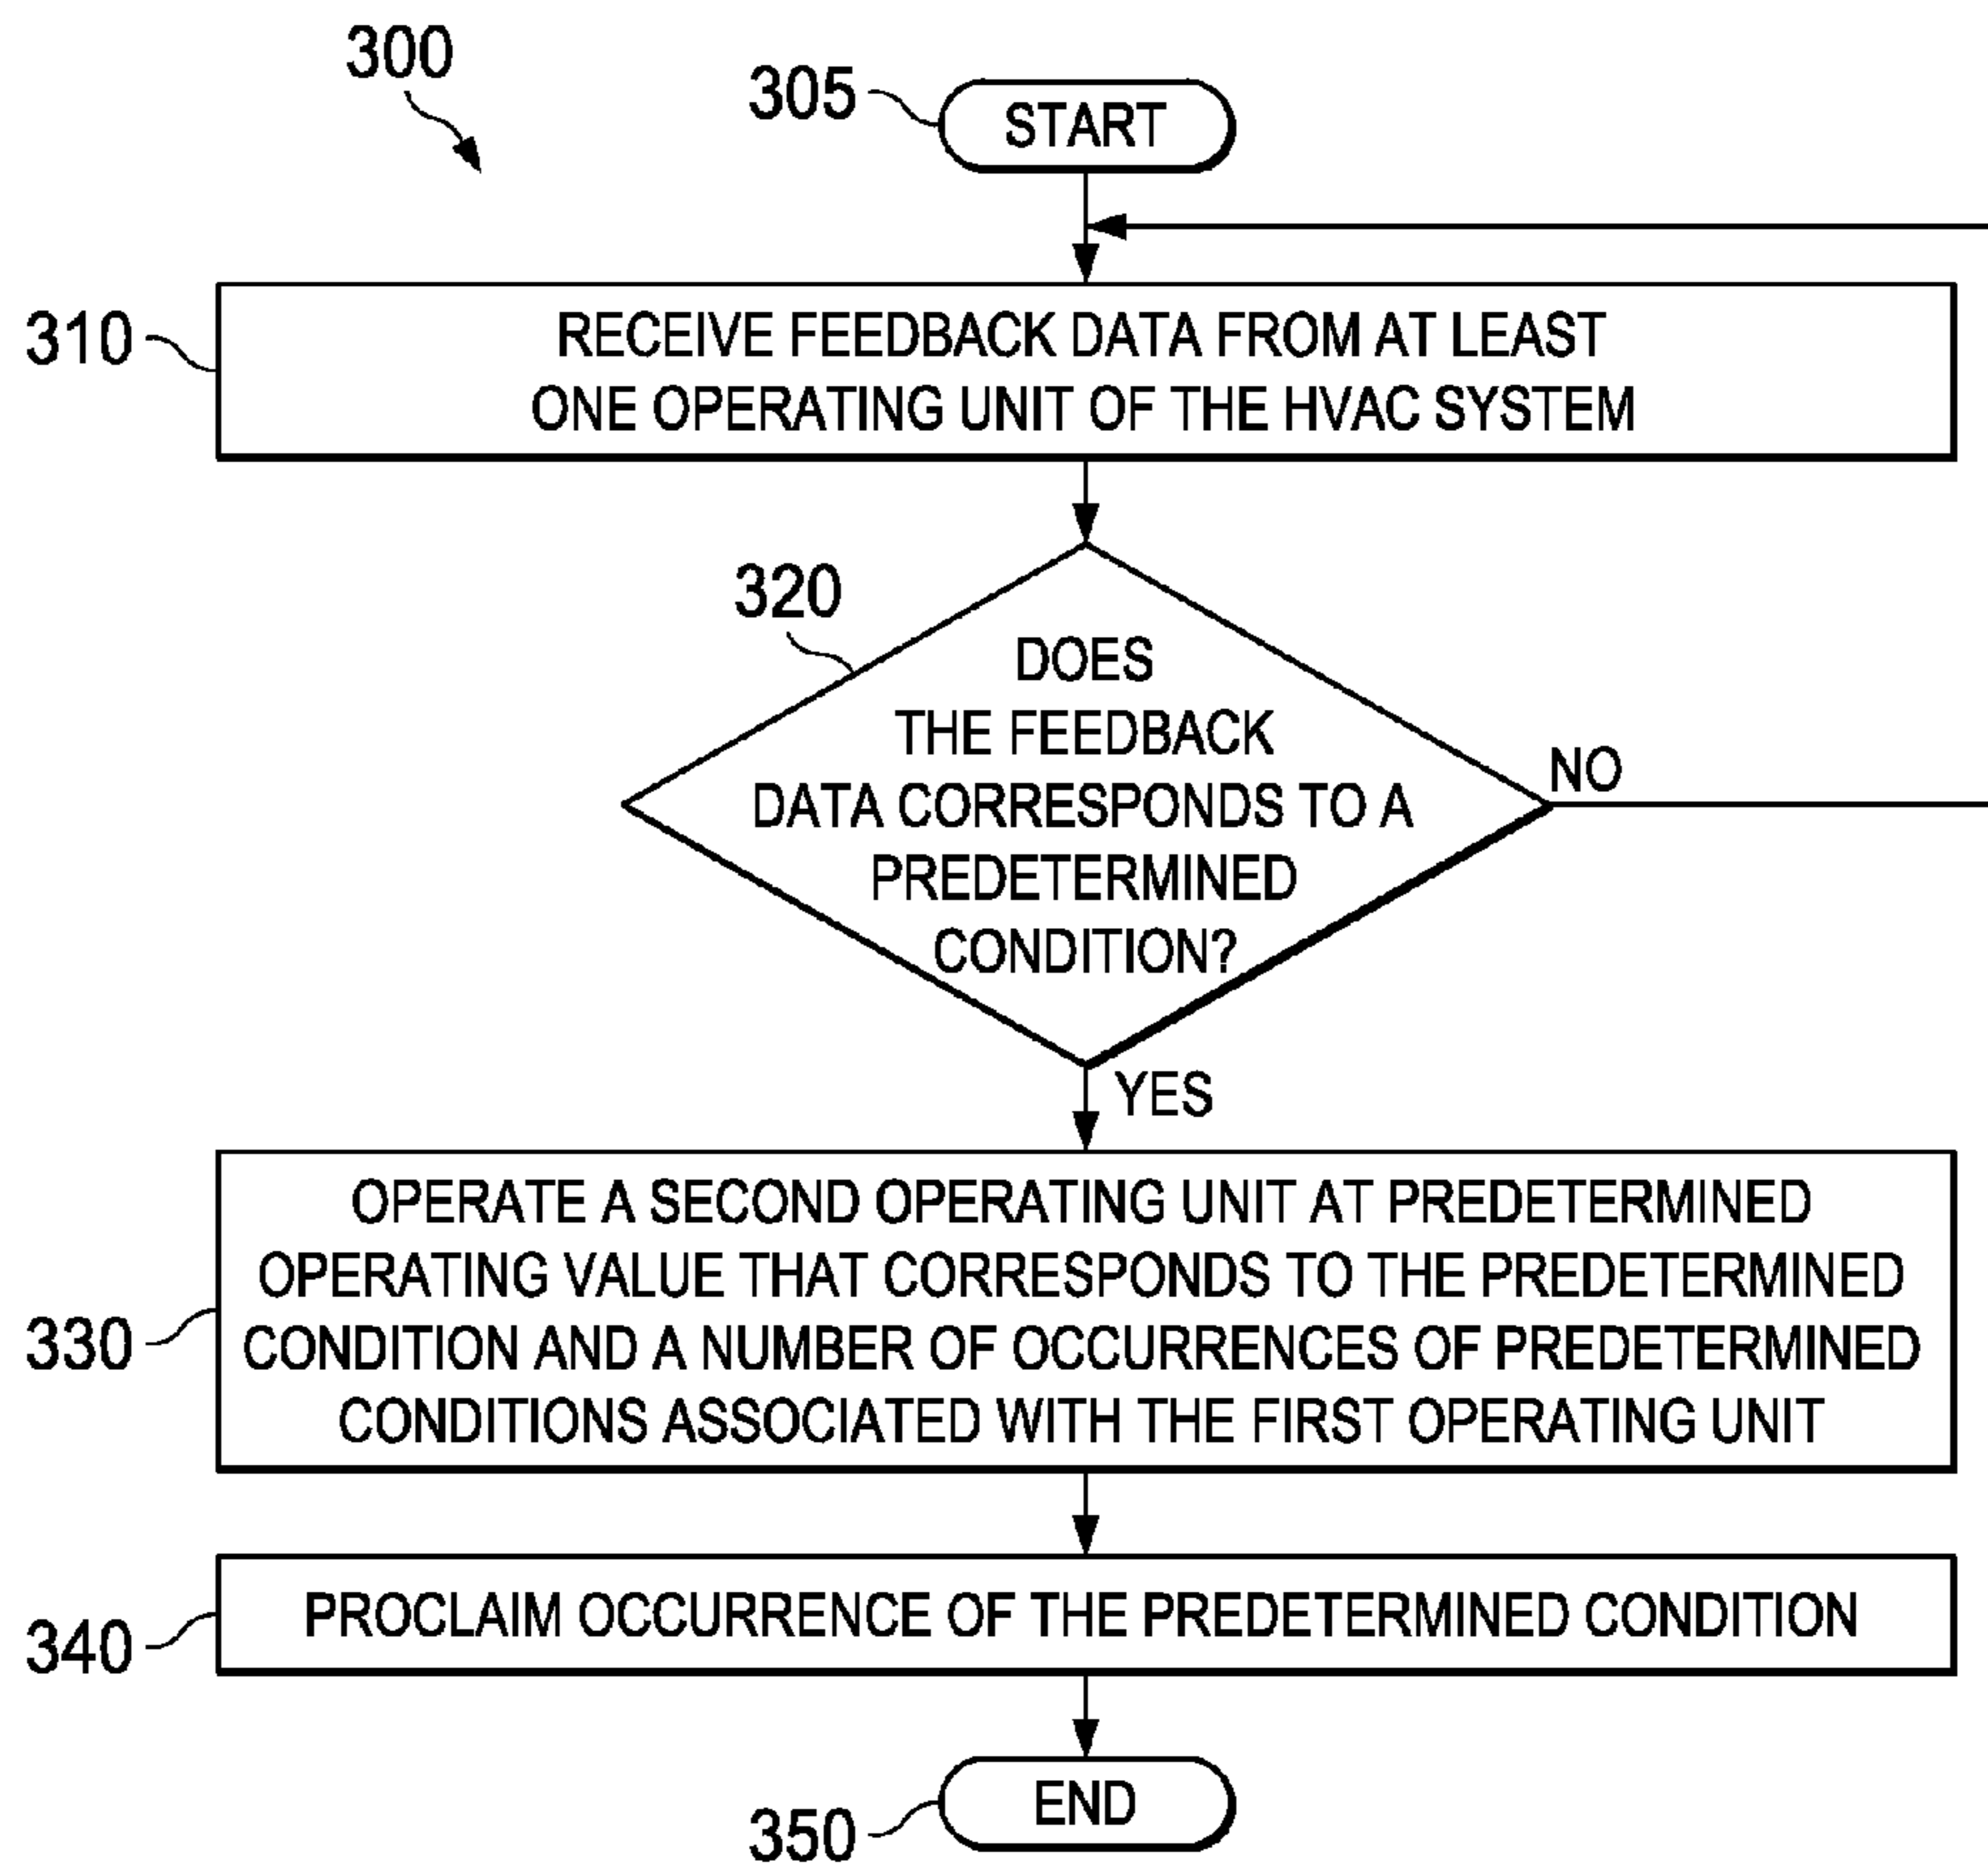 300
305
START
310
RECEIVE FEEDBACK DATA FROM AT LEAST
ONE OPERATING UNIT OF THE HVAC SYSTEM
320
DOES
THE FEEDBACK
DATA CORRESPONDS TO A
PREDETERMINED
CONDITION?
NO
YES
330
OPERATE A SECOND OPERATING UNIT AT PREDETERMINED
OPERATING VALUE THAT CORRESPONDS TO THE PREDETERMINED
CONDITION AND A NUMBER OF OCCURRENCES OF PREDETERMINED
CONDITIONS ASSOCIATED WITH THE FIRST OPERATING UNIT
340
PROCLAIM OCCURRENCE OF THE PREDETERMINED CONDITION
350
END